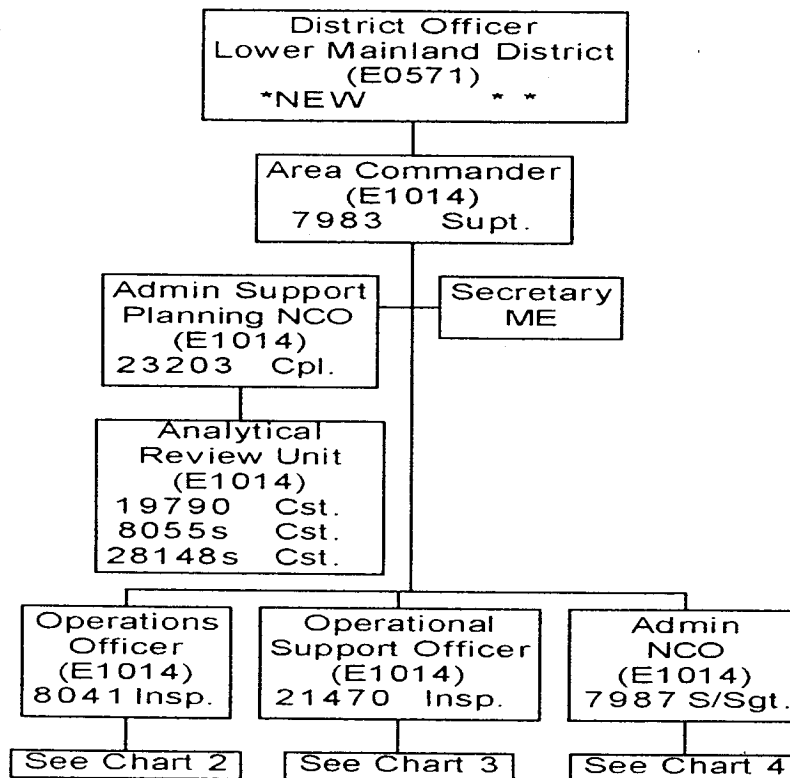 District Officer
Lower Mainland District
(E0571)
*NEW * *
Area Commander
(E1014)
7983 Supt.
Admin Support
Planning NCO
(E1014)
23203 Cpl.
Secretary
ME
Analytical
Review Unit
(E1014)
19790 Cst.
8055s Cst.
28148s Cst.
Operations
Officer
(E1014)
8041 Insp.
See Chart 2
Operational
Support Officer
(E1014)
21470 Insp.
See Chart 3
Admin
NCO
(E1014)
7987 S/Sgt.
See Chart 4